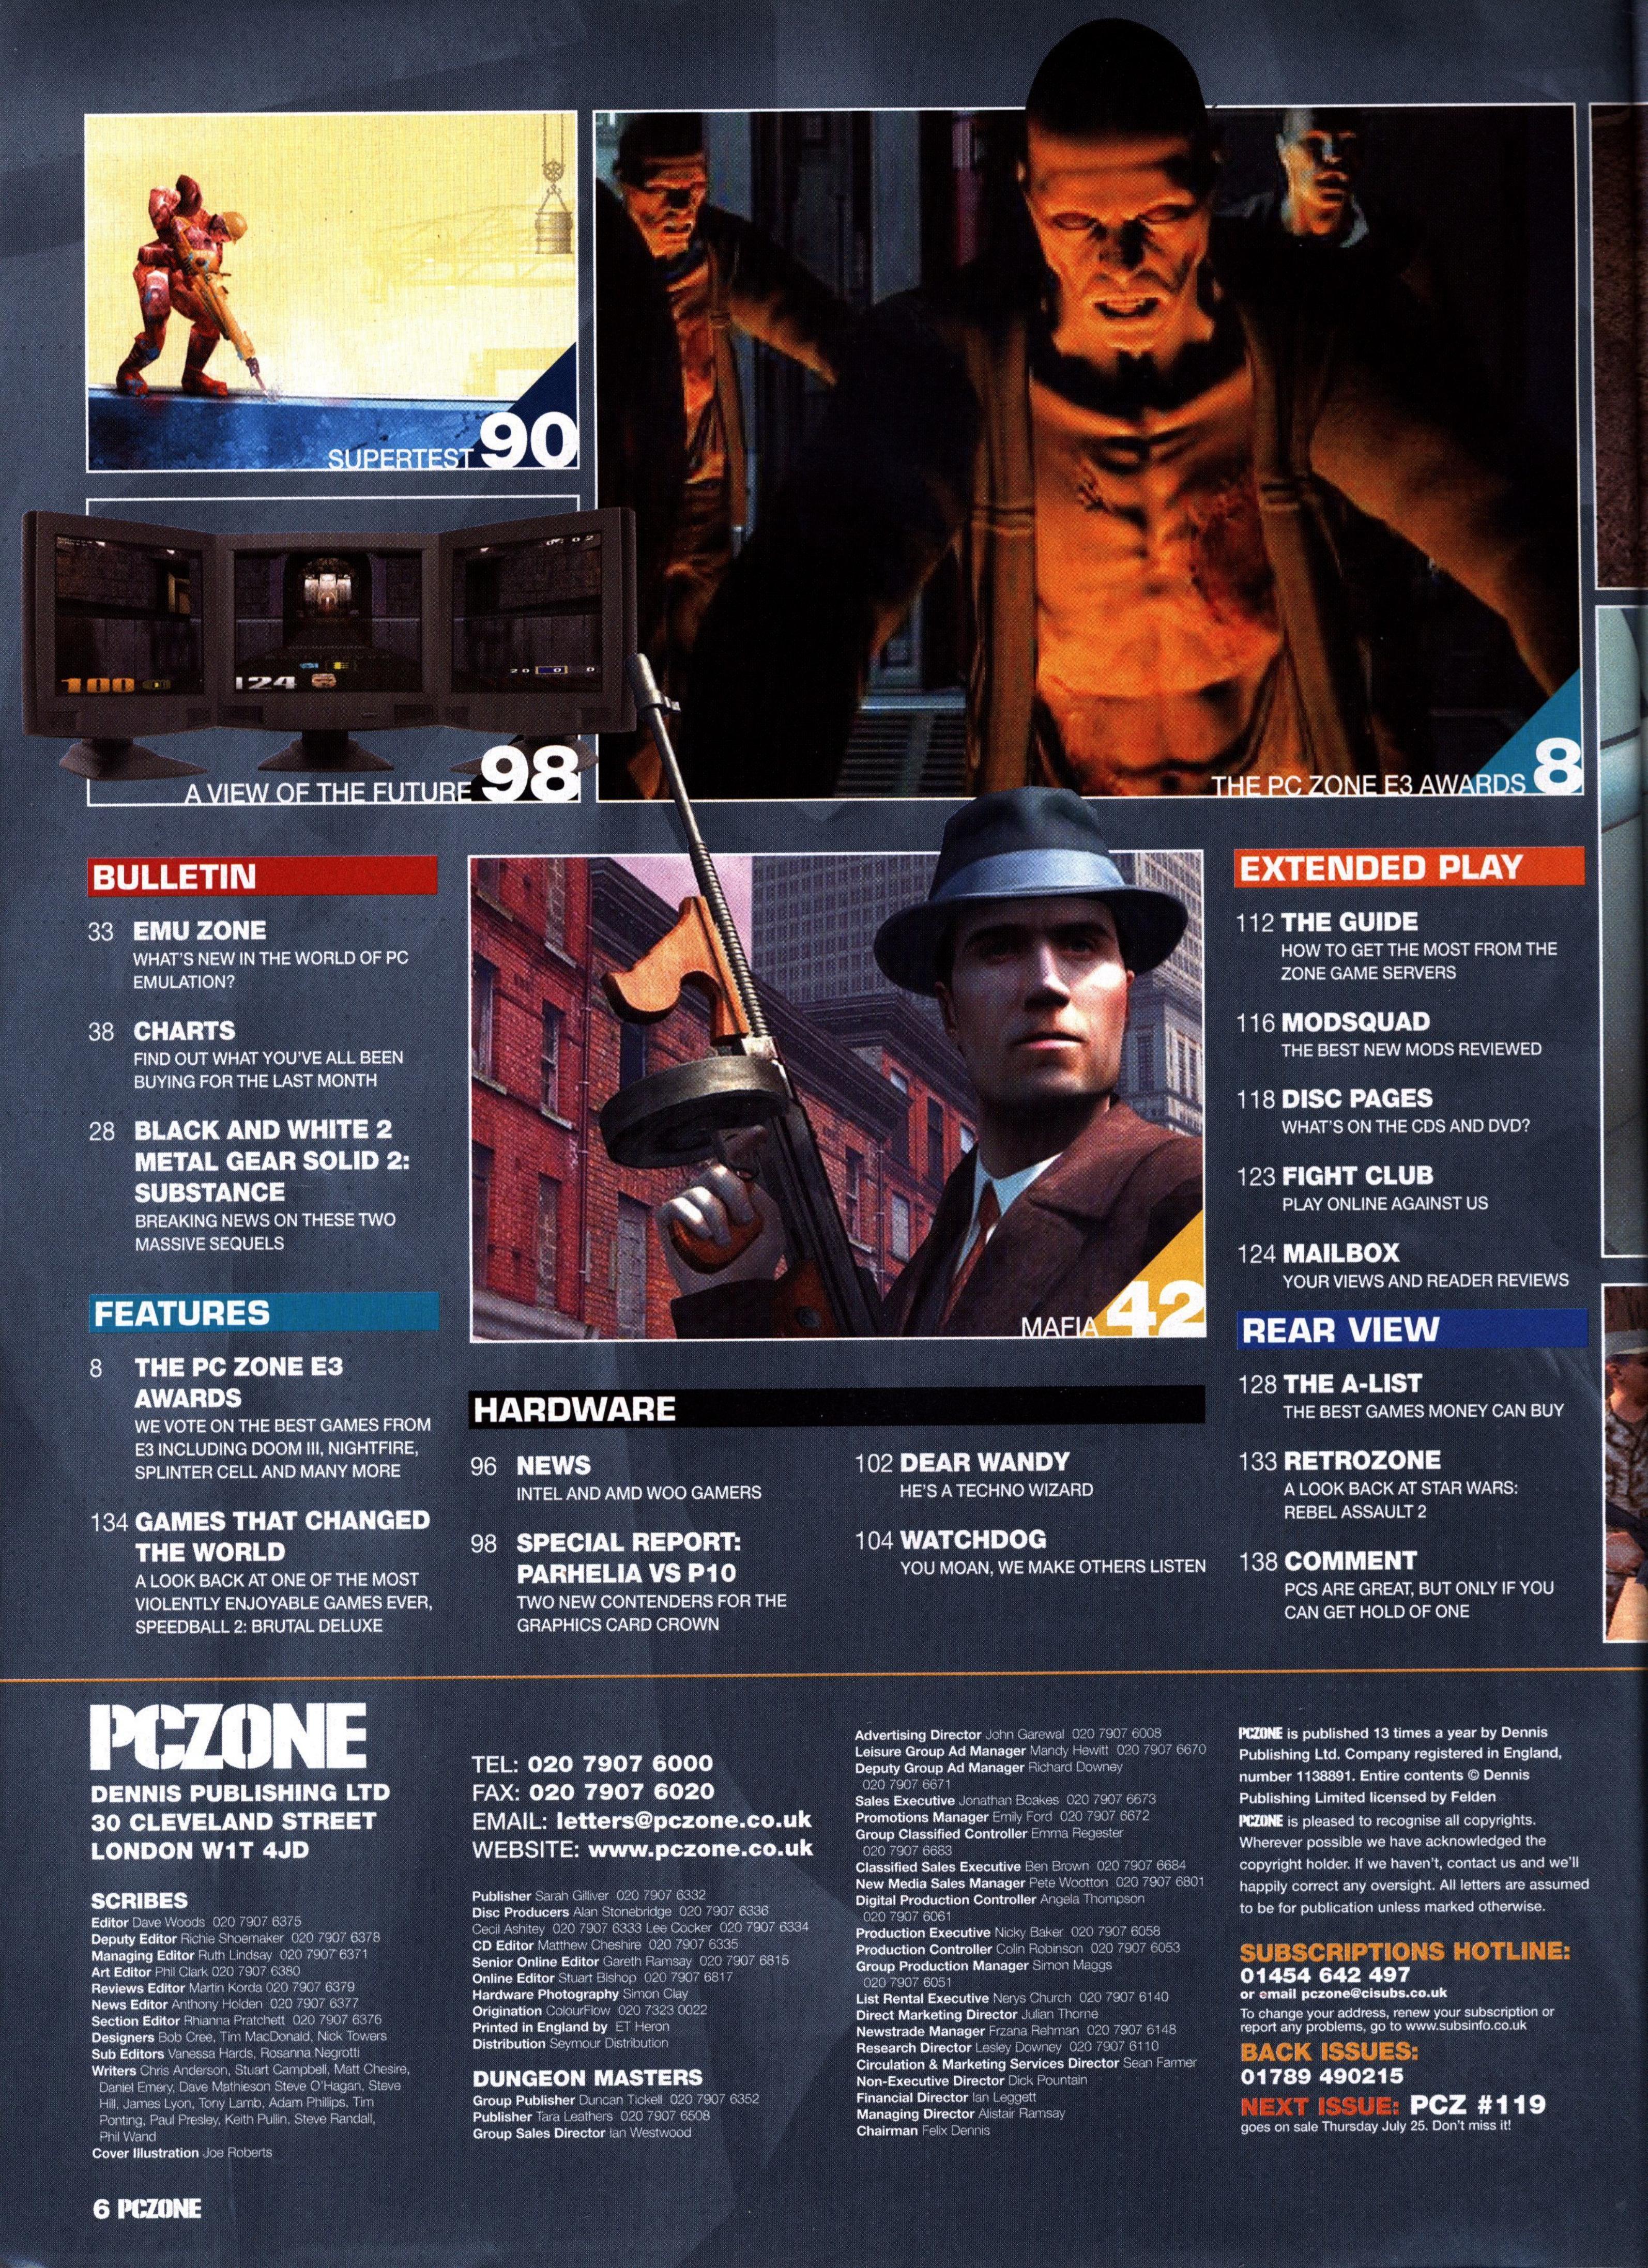 SUPERTEST 90
100
124
A VIEW OF THE FUTURE 98
THE PC ZONE E3 AWARDS 8
BULLETIN
33 EMU ZONE
WHAT'S NEW IN THE WORLD OF PC
EMULATION?
38 CHARTS
FIND OUT WHAT YOU'VE ALL BEEN
BUYING FOR THE LAST MONTH
28 BLACK AND WHITE 2
METAL GEAR SOLID 2:
SUBSTANCE
BREAKING NEWS ON THESE TWO
MASSIVE SEQUELS
FEATURES
8 THE PC ZONE E3
AWARDS
WE VOTE ON THE BEST GAMES FROM
E3 INCLUDING DOOM III, NIGHTFIRE,
SPLINTER CELL AND MANY MORE
134 GAMES THAT CHANGED
THE WORLD
A LOOK BACK AT ONE OF THE MOST
VIOLENTLY ENJOYABLE GAMES EVER,
SPEEDBALL 2: BRUTAL DELUXE
MAFIA 42
HARDWARE
96 NEWS
INTEL AND AMD WOO GAMERS
98 SPECIAL REPORT:
PARHELIA VS P10
TWO NEW CONTENDERS FOR THE
GRAPHICS CARD CROWN
102 DEAR WANDY
HE'S A TECHNO WIZARD
104 WATCHDOG
YOU MOAN, WE MAKE OTHERS LISTEN
EXTENDED PLAY
112 THE GUIDE
HOW TO GET THE MOST FROM THE
ZONE GAME SERVERS
116 MODSQUAD
THE BEST NEW MODS REVIEWED
118 DISC PAGES
WHAT'S ON THE CDS AND DVD?
123 FIGHT CLUB
PLAY ONLINE AGAINST US
124 MAILBOX
YOUR VIEWS AND READER REVIEWS
REAR VIEW
128 THE A-LIST
THE BEST GAMES MONEY CAN BUY
133 RETROZONE
A LOOK BACK AT STAR WARS:
REBEL ASSAULT 2
138 COMMENT
PCS ARE GREAT, BUT ONLY IF YOU
CAN GET HOLD OF ONE
PCZONE
DENNIS PUBLISHING LTD
30 CLEVELAND STREET
LONDON W1T 4JD
SCRIBES
Editor Dave Woods 020 7907 6375
Deputy Editor Richie Shoemaker 020 7907 6378
Managing Editor Ruth Lindsay 020 7907 6371
Art Editor Phil Clark 020 7907 6380
Reviews Editor Martin Korda 020 7907 6379
News Editor Anthony Holden 020 7907 6377
Section Editor Rhianna Pratchett 020 7907 6376
Designers Bob Cree, Tim MacDonald, Nick Towers
Sub Editors Vanessa Hards, Rosanna Negrotti
Writers Chris Anderson, Stuart Campbell, Matt Chesire,
Daniel Emery, Dave Mathieson Steve O'Hagan, Steve
Hill, James Lyon, Tony Lamb, Adam Phillips, Tim
Ponting, Paul Presley, Keith Pullin, Steve Randall,
Phil Wand
Cover Illustration Joe Roberts
TEL: 020 7907 6000
FAX: 020 7907 6020
EMAIL: letters@pczone.co.uk
WEBSITE: www.pczone.co.uk
Publisher Sarah Gilliver 020 7907 6332
Disc Producers Alan Stonebridge 020 7907 6336
Cecil Ashitey 020 7907 6333 Lee Cocker 020 7907 6334
CD Editor Matthew Cheshire 020 7907 6335
Senior Online Editor Gareth Ramsay 020 7907 6815
Online Editor Stuart Bishop 020 7907 6817
Hardware Photography Simon Clay
Origination ColourFlow 020 7323 0022
Printed in England by ET Heron
Distribution Seymour Distribution
DUNGEON MASTERS
Group Publisher Duncan Tickell 020 7907 6352
Publisher Tara Leathers 020 7907 6508
Group Sales Director Ian Westwood
Advertising Director John Garewal 020 7907 6008
Leisure Group Ad Manager Mandy Hewitt 020 7907 6670
Deputy Group Ad Manager Richard Downey
020 7907 6671
Sales Executive Jonathan Boakes 020 7907 6673
Promotions Manager Emily Ford 020 7907 6672
Group Classified Controller Emma Regester
020 7907 6683
Classified Sales Executive Ben Brown 020 7907 6684
New Media Sales Manager Pete Wootton 020 7907 6801
Digital Production Controller Angela Thompson
020 7907 6061
Production Executive Nicky Baker 020 7907 6058
Production Controller Colin Robinson 020 7907 6053
Group Production Manager Simon Maggs
020 7907 6051
List Rental Executive Nerys Church 020 7907 6140
Direct Marketing Director Julian Thorne
Newstrade Manager Frzana Rehman 020 7907 6148
Research Director Lesley Downey 020 7907 6110
Circulation & Marketing Services Director Sean Farmer
Non-Executive Director Dick Pountain
Financial Director Ian Leggett
Managing Director Alistair Ramsay
Chairman Felix Dennis
PCZONE is published 13 times a year by Dennis
Publishing Ltd. Company registered in England,
number 1138891. Entire contents © Dennis
Publishing Limited licensed by Felden
PCZONE is pleased to recognise all copyrights.
Wherever possible we have acknowledged the
copyright holder. If we haven't, contact us and we'll
happily correct any oversight. All letters are assumed
to be for publication unless marked otherwise.
SUBSCRIPTIONS HOTLINE:
01454 642 497
or email pczone@cisubs.co.uk
To change your address, renew your subscription or
report any problems, go to www.subsinfo.co.uk
BACK ISSUES:
01789 490215
NEXT ISSUE: PCZ #119
goes on sale Thursday July 25. Don't miss it!
6 PCZONE